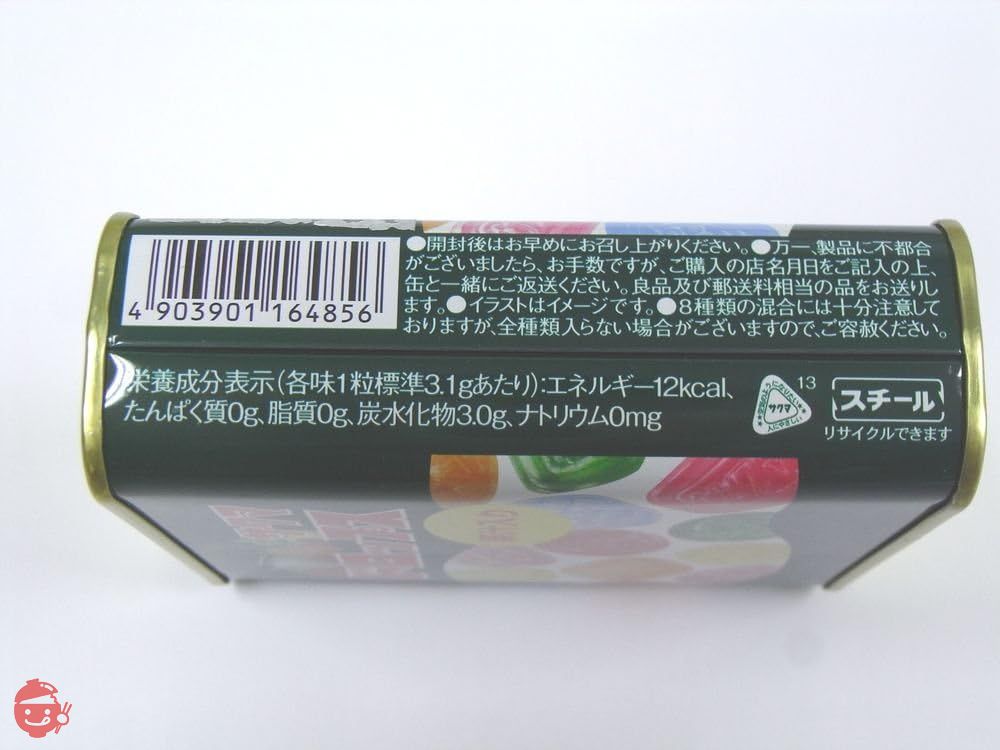 ●開封後はお早めにお召し上がりください。●万一、製品に不都合
がございましたら、お手数ですが、ご購入の店名月日をご記入の上、
缶と一緒にご返送ください。良品及び郵送料相当の品をお送りし
ます。●イラストはイメージです。●8種類の混合には十分注意して
おりますが、全種類入らない場合がございますので、ご容赦ください。
4 903901 164856
栄養成分表示(各味1粒標準3.1gあたり):エネルギー12kcal、
たんぱく質0g、脂質0g、炭水化物3.0g、ナトリウム0mg
サクマ
人にやさしい
13
スチール
リサイクルできます